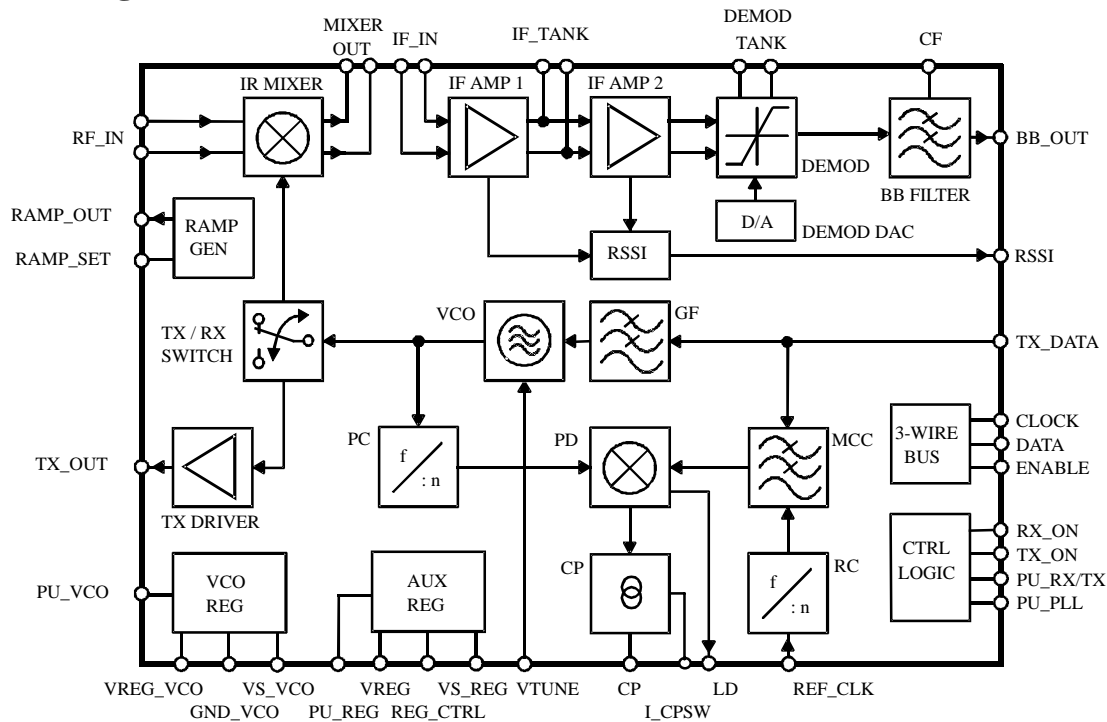 MIXER
OUT
IF_IN
IF_TANK
DEMOD
TANK
CF
IR MIXER
IF AMP 1
IF AMP 2
RF_IN
DEMOD
BB_OUT
BB FILTER
RAMP_OUT
RAMP
GEN
D/A
DEMOD DAC
RAMP_SET
RSSI
RSSI
VCO
GF
TX / RX
SWITCH
TX_DATA
PC
PD
MCC
CLOCK
3-WIRE
BUS
DATA
ENABLE
TX_OUT
f
: n
TX DRIVER
RX_ON
CTRL
LOGIC
TX_ON
PU_RX/TX
PU_PLL
CP
RC
f
: n
PU_VCO
VCO
REG
AUX
REG
VREG_VCO
VS_VCO
VREG
VS_REG
VTUNE
CP
LD
REF_CLK
GND_VCO
PU_REG
REG_CTRL
I_CPSW